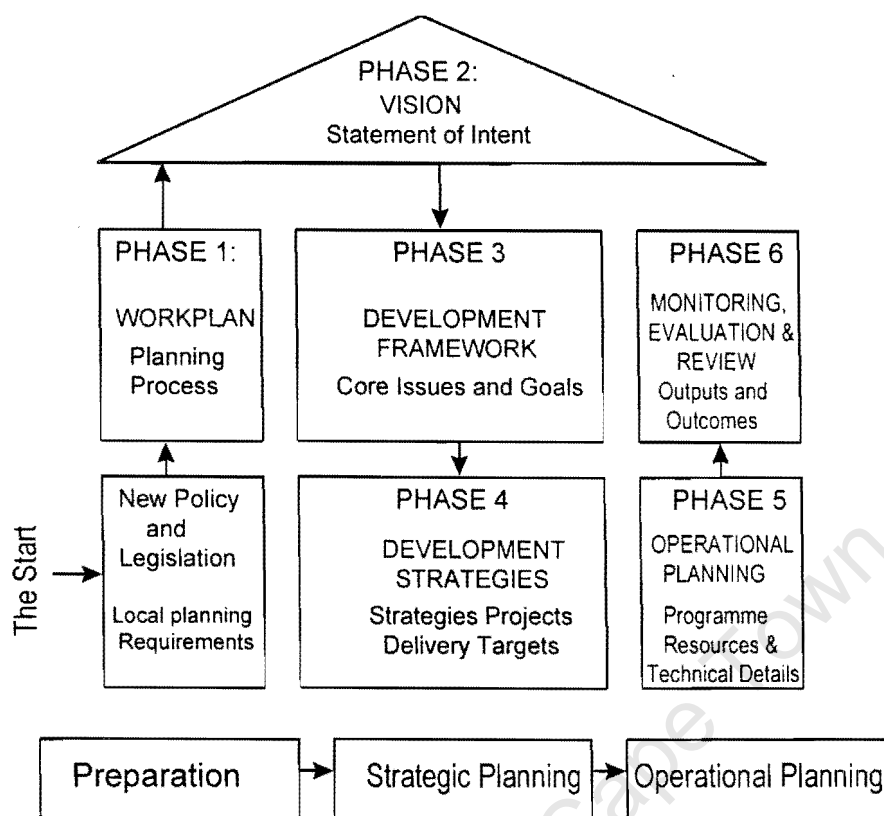 PHASE 2:
VISION
Statement of Intent
PHASE 1:
WORKPLAN
Planning
Process
PHASE 3
DEVELOPMENT
FRAMEWORK
Core Issues and Goals
PHASE 6
MONITORING,
EVALUATION &
REVIEW
Outputs and
Outcomes
The Start
New Policy
and
Legislation
Local planning
Requirements
PHASE 4
DEVELOPMENT
STRATEGIES
Strategies Projects
Delivery Targets
PHASE 5
OPERATIONAL
PLANNING
Programme
Resources &
Technical Details
Preparation
Strategic Planning
Operational Planning
Cape Town